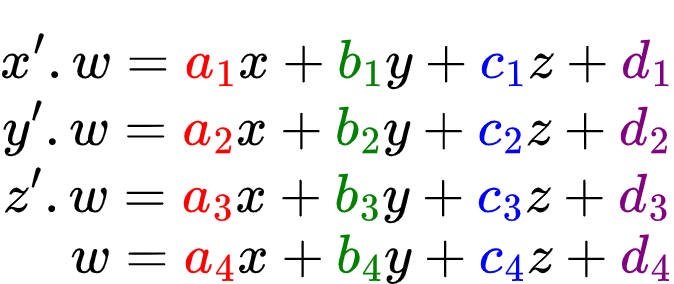 x′.w = a₁x + b₁y + c₁z + d₁
y′.w = a₂x + b₂y + c₂z + d₂
z′.w = a₃x + b₃y + c₃z + d₃
w = a₄x + b₄y + c₄z + d₄